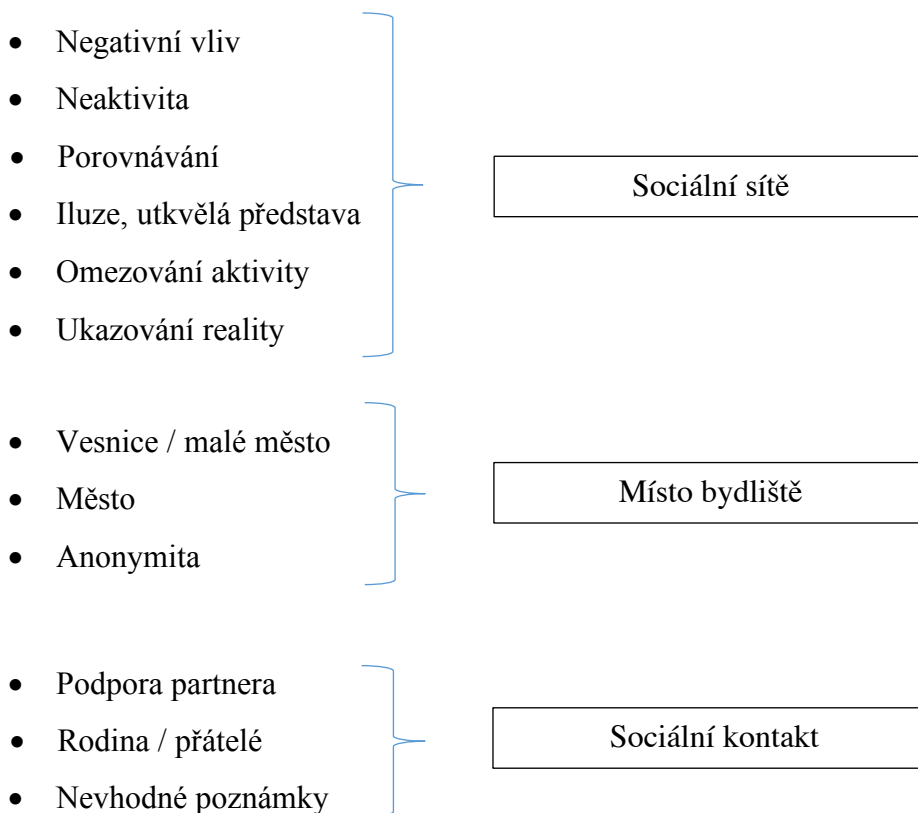 • Negativní vliv
• Neaktivita
• Porovnávání
• Iluze, utkvělá představa
• Omezování aktivity
• Ukazování reality
Sociální sítě
• Vesnice / malé město
• Město
• Anonymita
Místo bydliště
• Podpora partnera
• Rodina / přátelé
• Nevhodné poznámky
Sociální kontakt